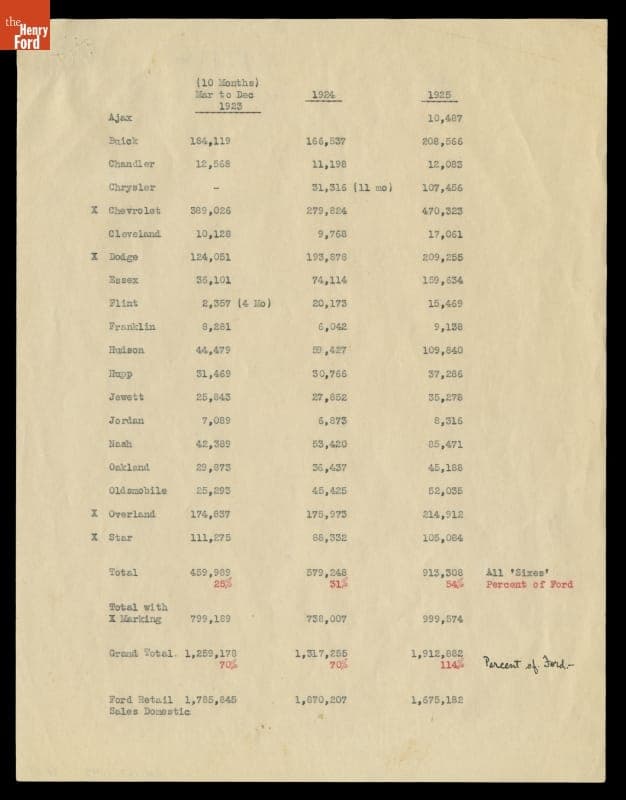 the
Henry
Ford
(10 Months)
Mar to Dec
1923 1924 1925
Ajax 10,487
Buick 184,119 166,537 208,566
Chandler 12,568 11,198 12,083
Chrysler - 31,316 (11 mo) 107,456
X Chevrolet 389,026 279,824 470,323
Cleveland 10,128 9,768 17,061
X Dodge 124,051 193,878 209,255
Essex 36,101 74,114 159,634
Flint 2,357 (4 Mo) 20,173 15,469
Franklin 8,281 6,042 9,138
Hudson 44,479 59,427 109,840
Hupp 31,469 30,766 37,286
Jewett 25,843 27,852 35,278
Jordan 7,089 6,873 8,316
Nash 42,389 53,420 85,471
Oakland 29,873 36,437 45,188
Oldsmobile 25,293 45,425 52,035
X Overland 174,837 175,973 214,912
X Star 111,275 88,332 105,084
Total 459,989 579,248 913,308 All "Sixes"
25% 31% 54% Percent of Ford
Total with
X Marking 799,189 738,007 999,574
Grand Total. 1,259,178 1,317,255 1,912,882
70% 70% 114% Percent of Ford.-
Ford Retail 1,785,845 1,870,207 1,675,182
Sales Domestic